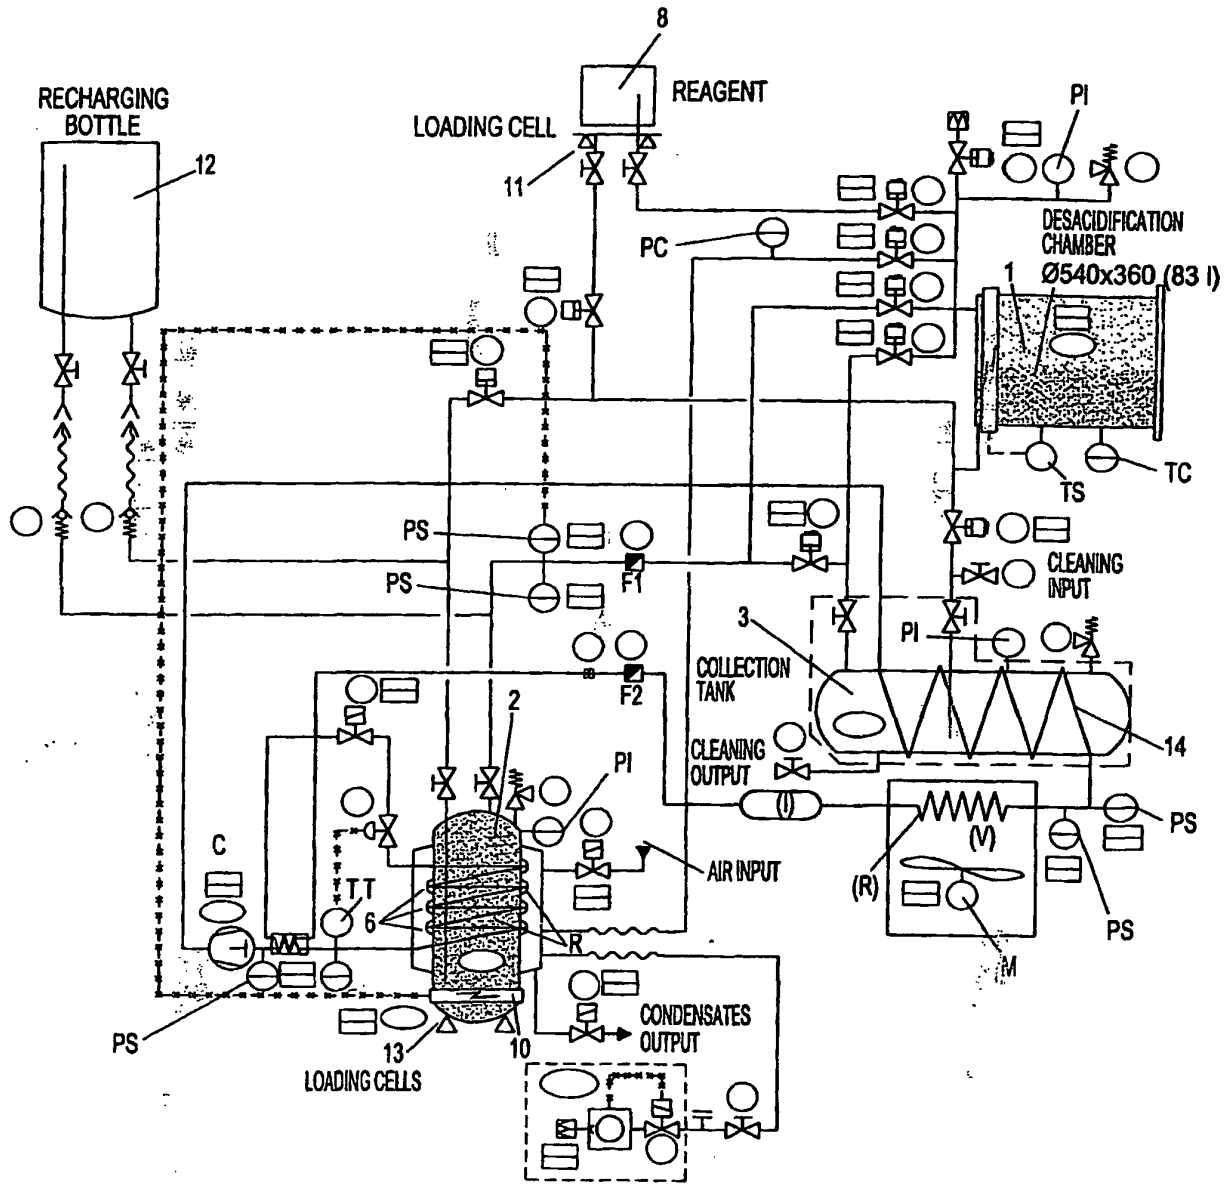 8
RECHARGING
BOTTLE
REAGENT
LOADING CELL
PI
12
11
DESACIDIFICATION
CHAMBER
PC
1
Ø540x360 (83 l)
TS
TC
PS
PS
F1
CLEANING
INPUT
3
PI
COLLECTION
TANK
F2
2
CLEANING
OUTPUT
14
PI
PS
(V)
C
AIR INPUT
(R)
TT
6
R
PS
M
PS
CONDENSATES
OUTPUT
13
10
LOADING CELLS